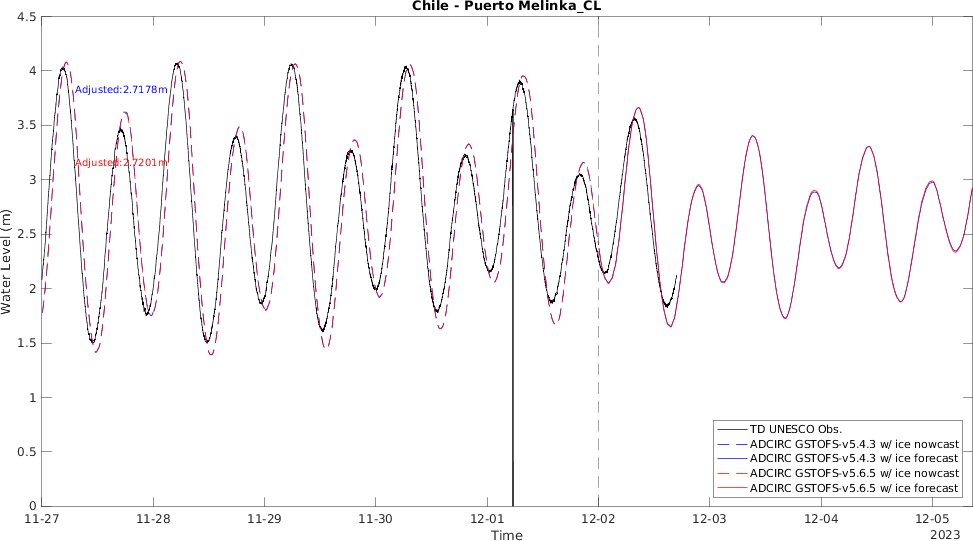 Chile - Puerto Melinka_CL
4.5
4
3.5
3
2.5
2
1.5
1
0.5
0
Water Level (m)
Adjusted:2.7178m
Adjusted:2.7201m
TD UNESCO Obs.
ADCIRC GSTOFS-v5.4.3 w/ ice nowcast
ADCIRC GSTOFS-v5.4.3 w/ ice forecast
ADCIRC GSTOFS-v5.6.5 w/ ice nowcast
ADCIRC GSTOFS-v5.6.5 w/ ice forecast
11-27 11-28 11-29 11-30 12-01 12-02 12-03 12-04 12-05
Time
2023